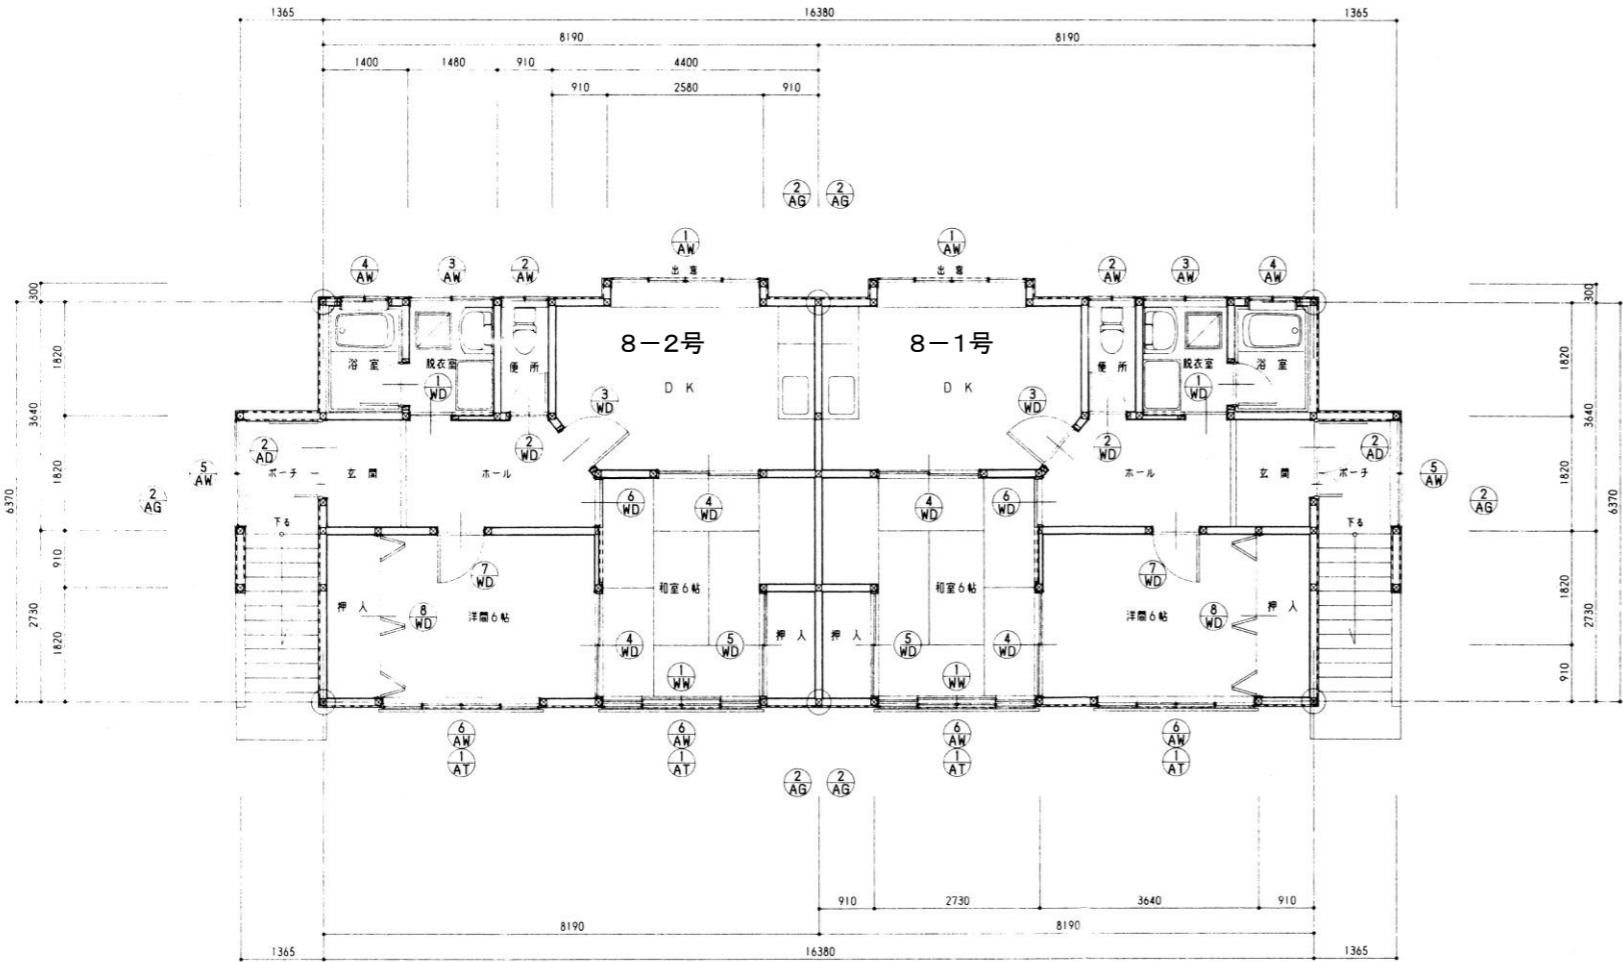 1365 16380 1365
8190 8190
1400 1480 910 4400
910 2580 910
2 AG 2 AG
1 AW 1 AW
出窓 出窓
4 AW 3 AW 2 AW 2 AW 3 AW 4 AW
300 300
8-2号 8-1号
1820 1820
浴室 脱衣室 便所 便所 脱衣室 浴室
DK DK
1 WD 3 WD 3 WD 1 WD
3640 3640
2 AD 2 WD 2 WD 2 AD
5 AW ポーチ 玄関 ホール ホール 玄関 ポーチ 5 AW
1820 1820
2 AG 6 WD 4 WD 4 WD 6 WD 2 AG
6370 6370
下る 下る
910 1820
7 WD 和室6帖 和室6帖 7 WD
押入 8 WD 洋間6帖 洋間6帖 8 WD 押入
2730 2730
1820 910
4 WD 5 WD 押入 押入 5 WD 4 WD
1 WW 1 WW
6 AW 6 AW 6 AW 6 AW
1 AT 1 AT 1 AT 1 AT
2 AG 2 AG
910 2730 3640 910
8190 8190
1365 16380 1365